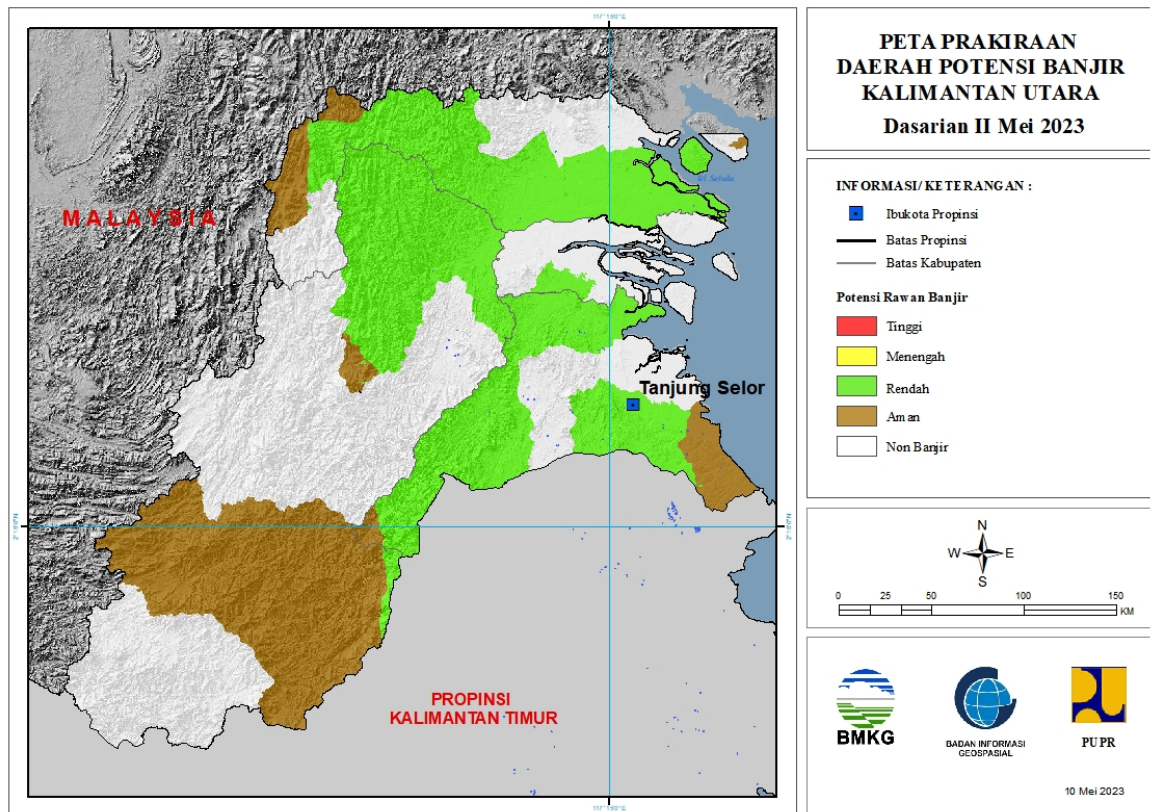 PETA PRAKIRAAN
DAERAH POTENSI BANJIR
KALIMANTAN UTARA
Dasarian II Mei 2023
INFORMASI/ KETERANGAN :
Ibukota Propinsi
Batas Propinsi
Batas Kabupaten
Potensi Rawan Banjir
Tinggi
Menengah
Rendah
Aman
Non Banjir
N
W E
S
0 25 50 100 150
KM
BMKG
BADAN INFORMASI
GEOSPASIAL
PUPR
10 Mei 2023
MALAYSIA
Tanjung Selor
PROPINSI
KALIMANTAN TIMUR